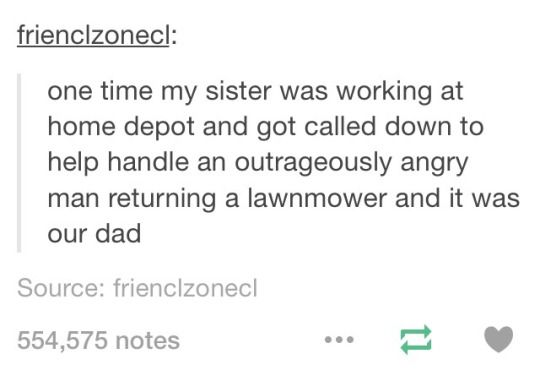 frienclzonecl:
one time my sister was working at
home depot and got called down to
help handle an outrageously angry
man returning a lawnmower and it was
our dad
Source: frienclzonecl
554,575 notes